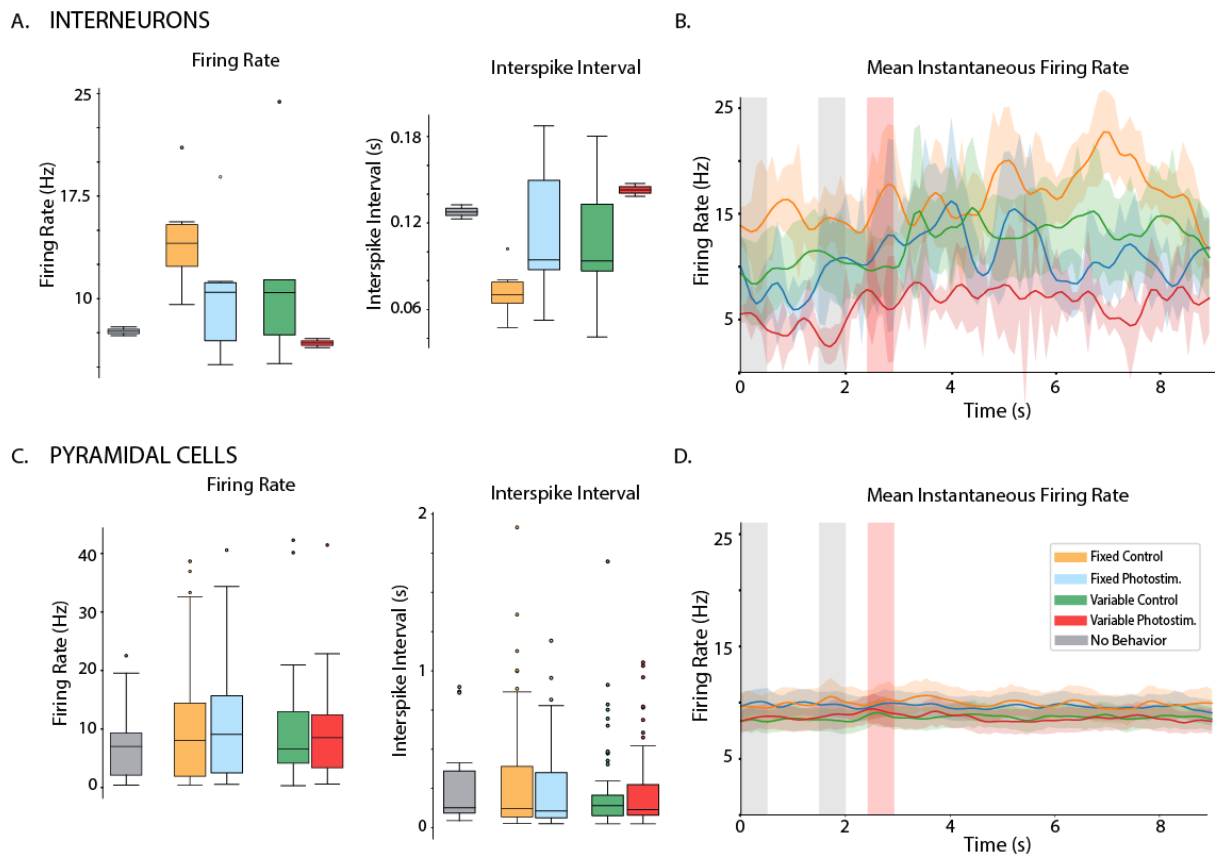 A. INTERNEURONS
Firing Rate
Firing Rate (Hz)
25
17.5
10
Interspike Interval
Interspike Interval (s)
0.18
0.12
0.06
B.
Mean Instantaneous Firing Rate
Firing Rate (Hz)
25
15
5
0 2 4 6 8
Time (s)
C. PYRAMIDAL CELLS
Firing Rate
Firing Rate (Hz)
40
30
20
10
0
Interspike Interval
Interspike Interval (s)
2
1
0
D.
Mean Instantaneous Firing Rate
Firing Rate (Hz)
25
15
5
0 2 4 6 8
Time (s)
Fixed Control
Fixed Photostim.
Variable Control
Variable Photostim.
No Behavior